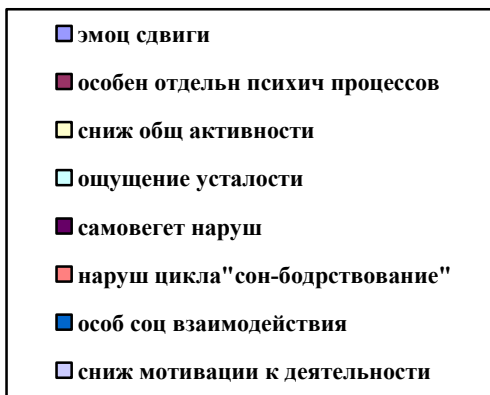 эмоц сдвиги
особен отдельн психич процессов
сниж общ активности
ощущение усталости
самовегет наруш
наруш цикла"сон-бодрствование"
особ соц взаимодействия
сниж мотивации к деятельности